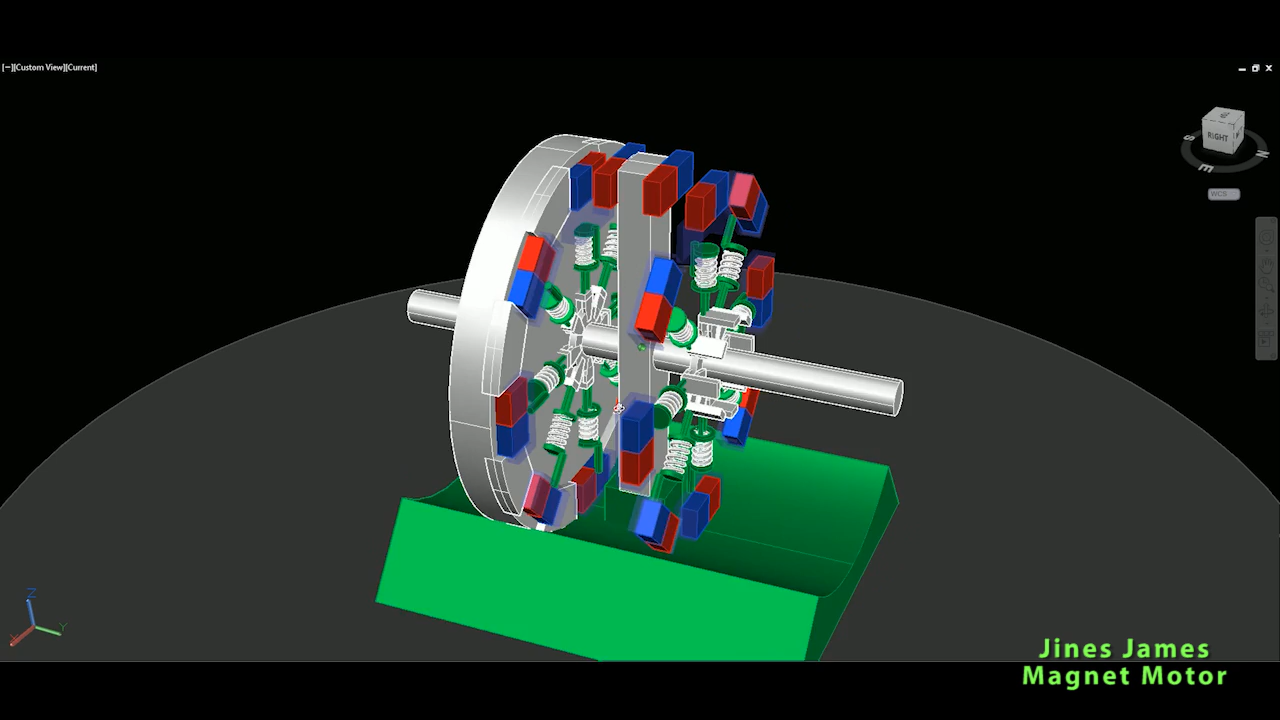 [−][Custom View][Current]
RIGHT
S
E
N
WCS
Z
Y
X
Jines James
Magnet Motor